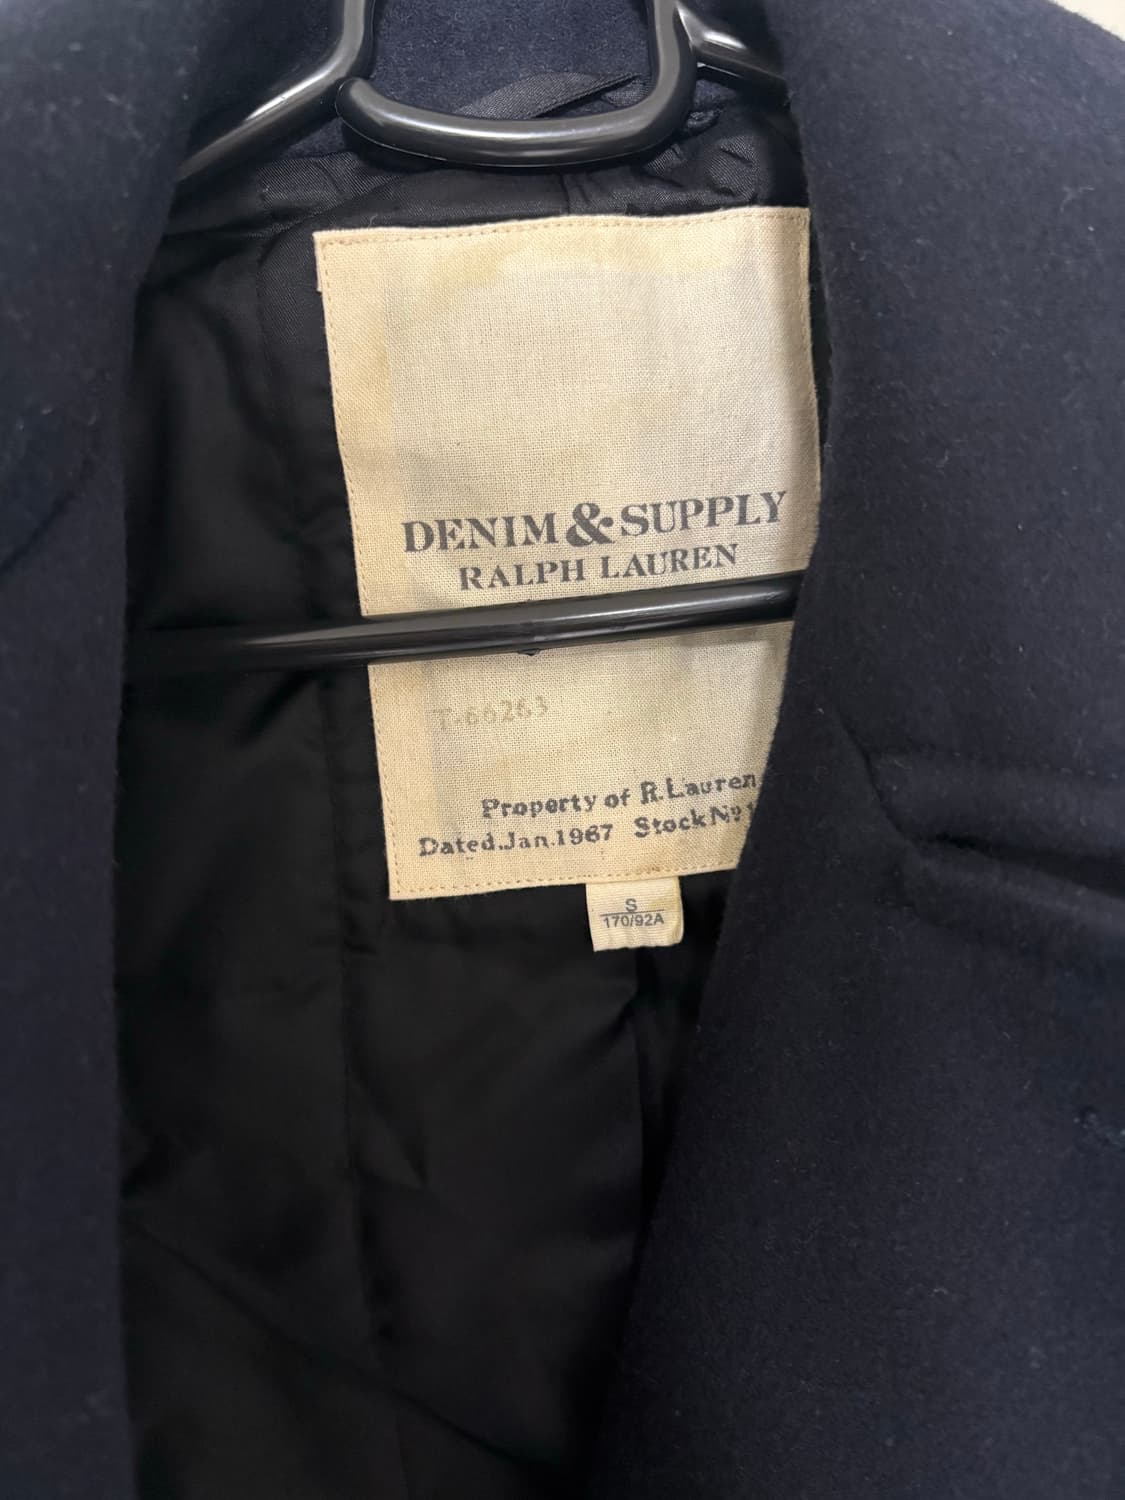 DENIM & SUPPLY
RALPH LAUREN
T-66263
Property of R.Lauren
Dated.Jan.1967 Stock Nº
S
170/92A